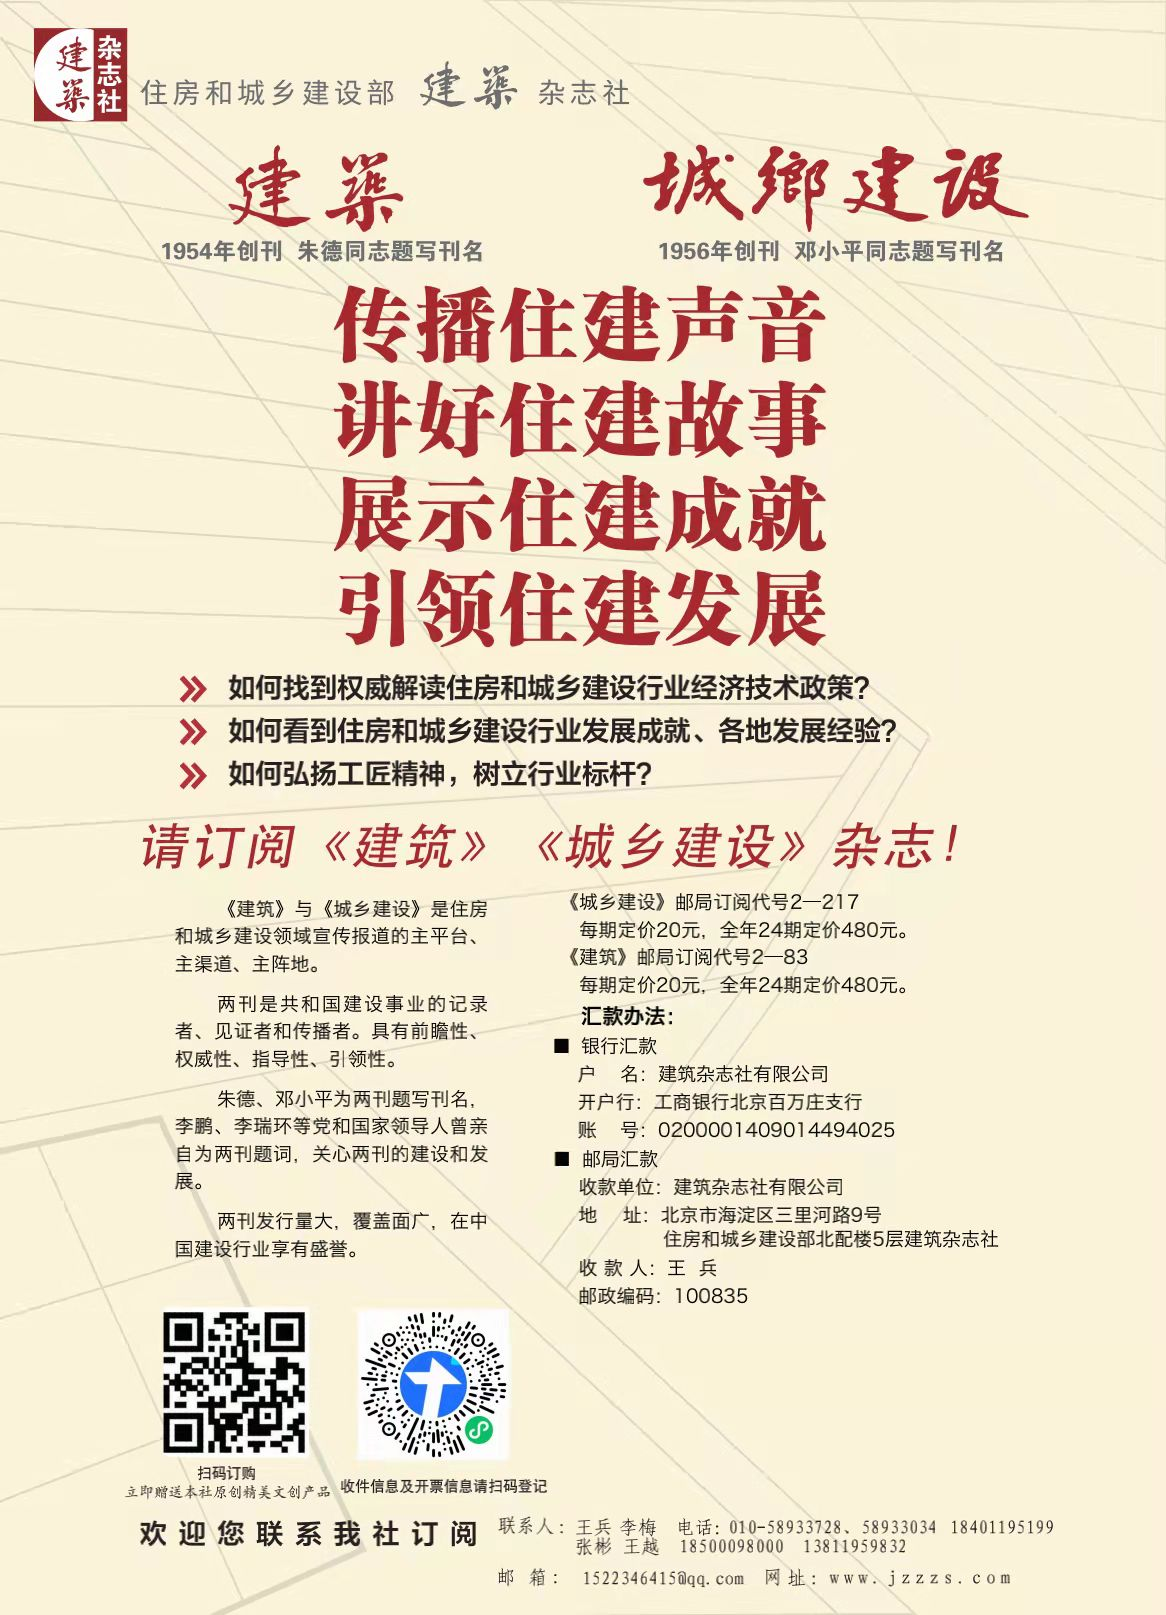 建築
杂志社
住房和城乡建设部 建築 杂志社
建築
城鄉建设
1954年创刊 朱德同志题写刊名
1956年创刊 邓小平同志题写刊名
传播住建声音
讲好住建故事
展示住建成就
引领住建发展
如何找到权威解读住房和城乡建设行业经济技术政策?
如何看到住房和城乡建设行业发展成就、各地发展经验?
如何弘扬工匠精神，树立行业标杆?
请订阅《建筑》《城乡建设》杂志!
《建筑》与《城乡建设》是住房
和城乡建设领域宣传报道的主平台、
主渠道、主阵地。
两刊是共和国建设事业的记录
者、见证者和传播者。具有前瞻性、
权威性、指导性、引领性。
朱德、邓小平为两刊题写刊名，
李鹏、李瑞环等党和国家领导人曾亲
自为两刊题词，关心两刊的建设和发
展。
两刊发行量大，覆盖面广，在中
国建设行业享有盛誉。
《城乡建设》邮局订阅代号2—217
每期定价20元，全年24期定价480元。
《建筑》邮局订阅代号2—83
每期定价20元，全年24期定价480元。
汇款办法：
■ 银行汇款
户 名：建筑杂志社有限公司
开户行：工商银行北京百万庄支行
账 号：0200001409014494025
■ 邮局汇款
收款单位：建筑杂志社有限公司
地 址：北京市海淀区三里河路9号
住房和城乡建设部北配楼5层建筑杂志社
收 款 人：王 兵
邮政编码：100835
扫码订购
立即赠送本社原创精美文创产品
收件信息及开票信息请扫码登记
欢迎您联系我社订阅
联系人：王兵 李梅 电话：010-58933728、58933034 18401195199
张彬 王越 18500098000 13811959832
邮 箱： 1522346415@qq.com 网址：www.jzzzs.com